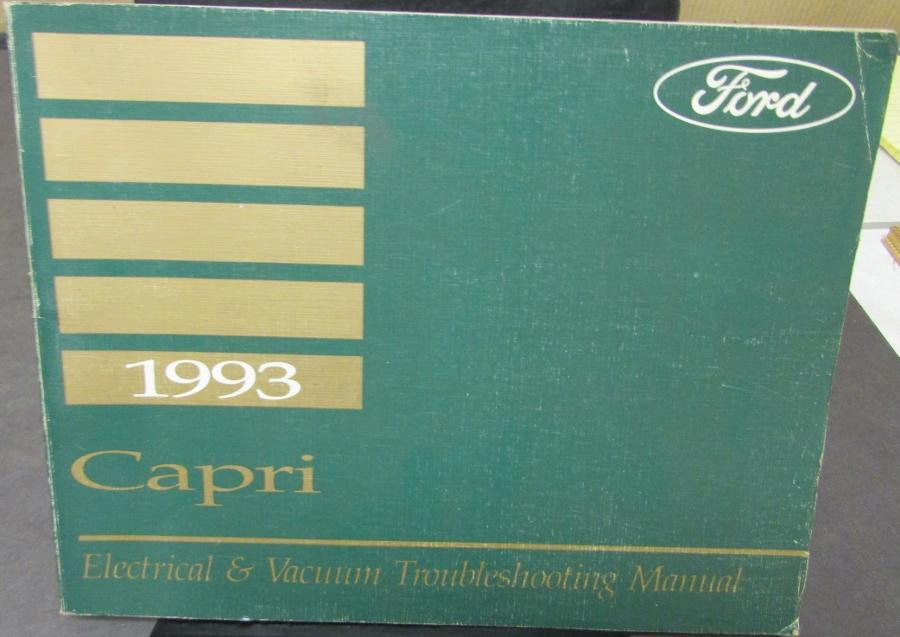 Ford
1993
Capri
Electrical & Vacuum Troubleshooting Manual